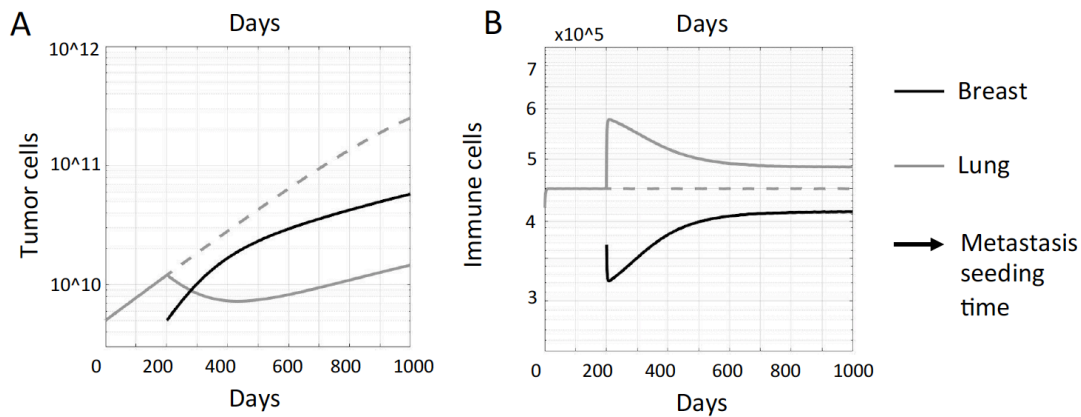 A
Days
10^12
10^11
10^10
Tumor cells
0
200
400
600
800
1000
Days
B
Days
x10^5
7
6
5
4
3
Immune cells
0
200
400
600
800
1000
Days
Breast
Lung
Metastasis
seeding
time